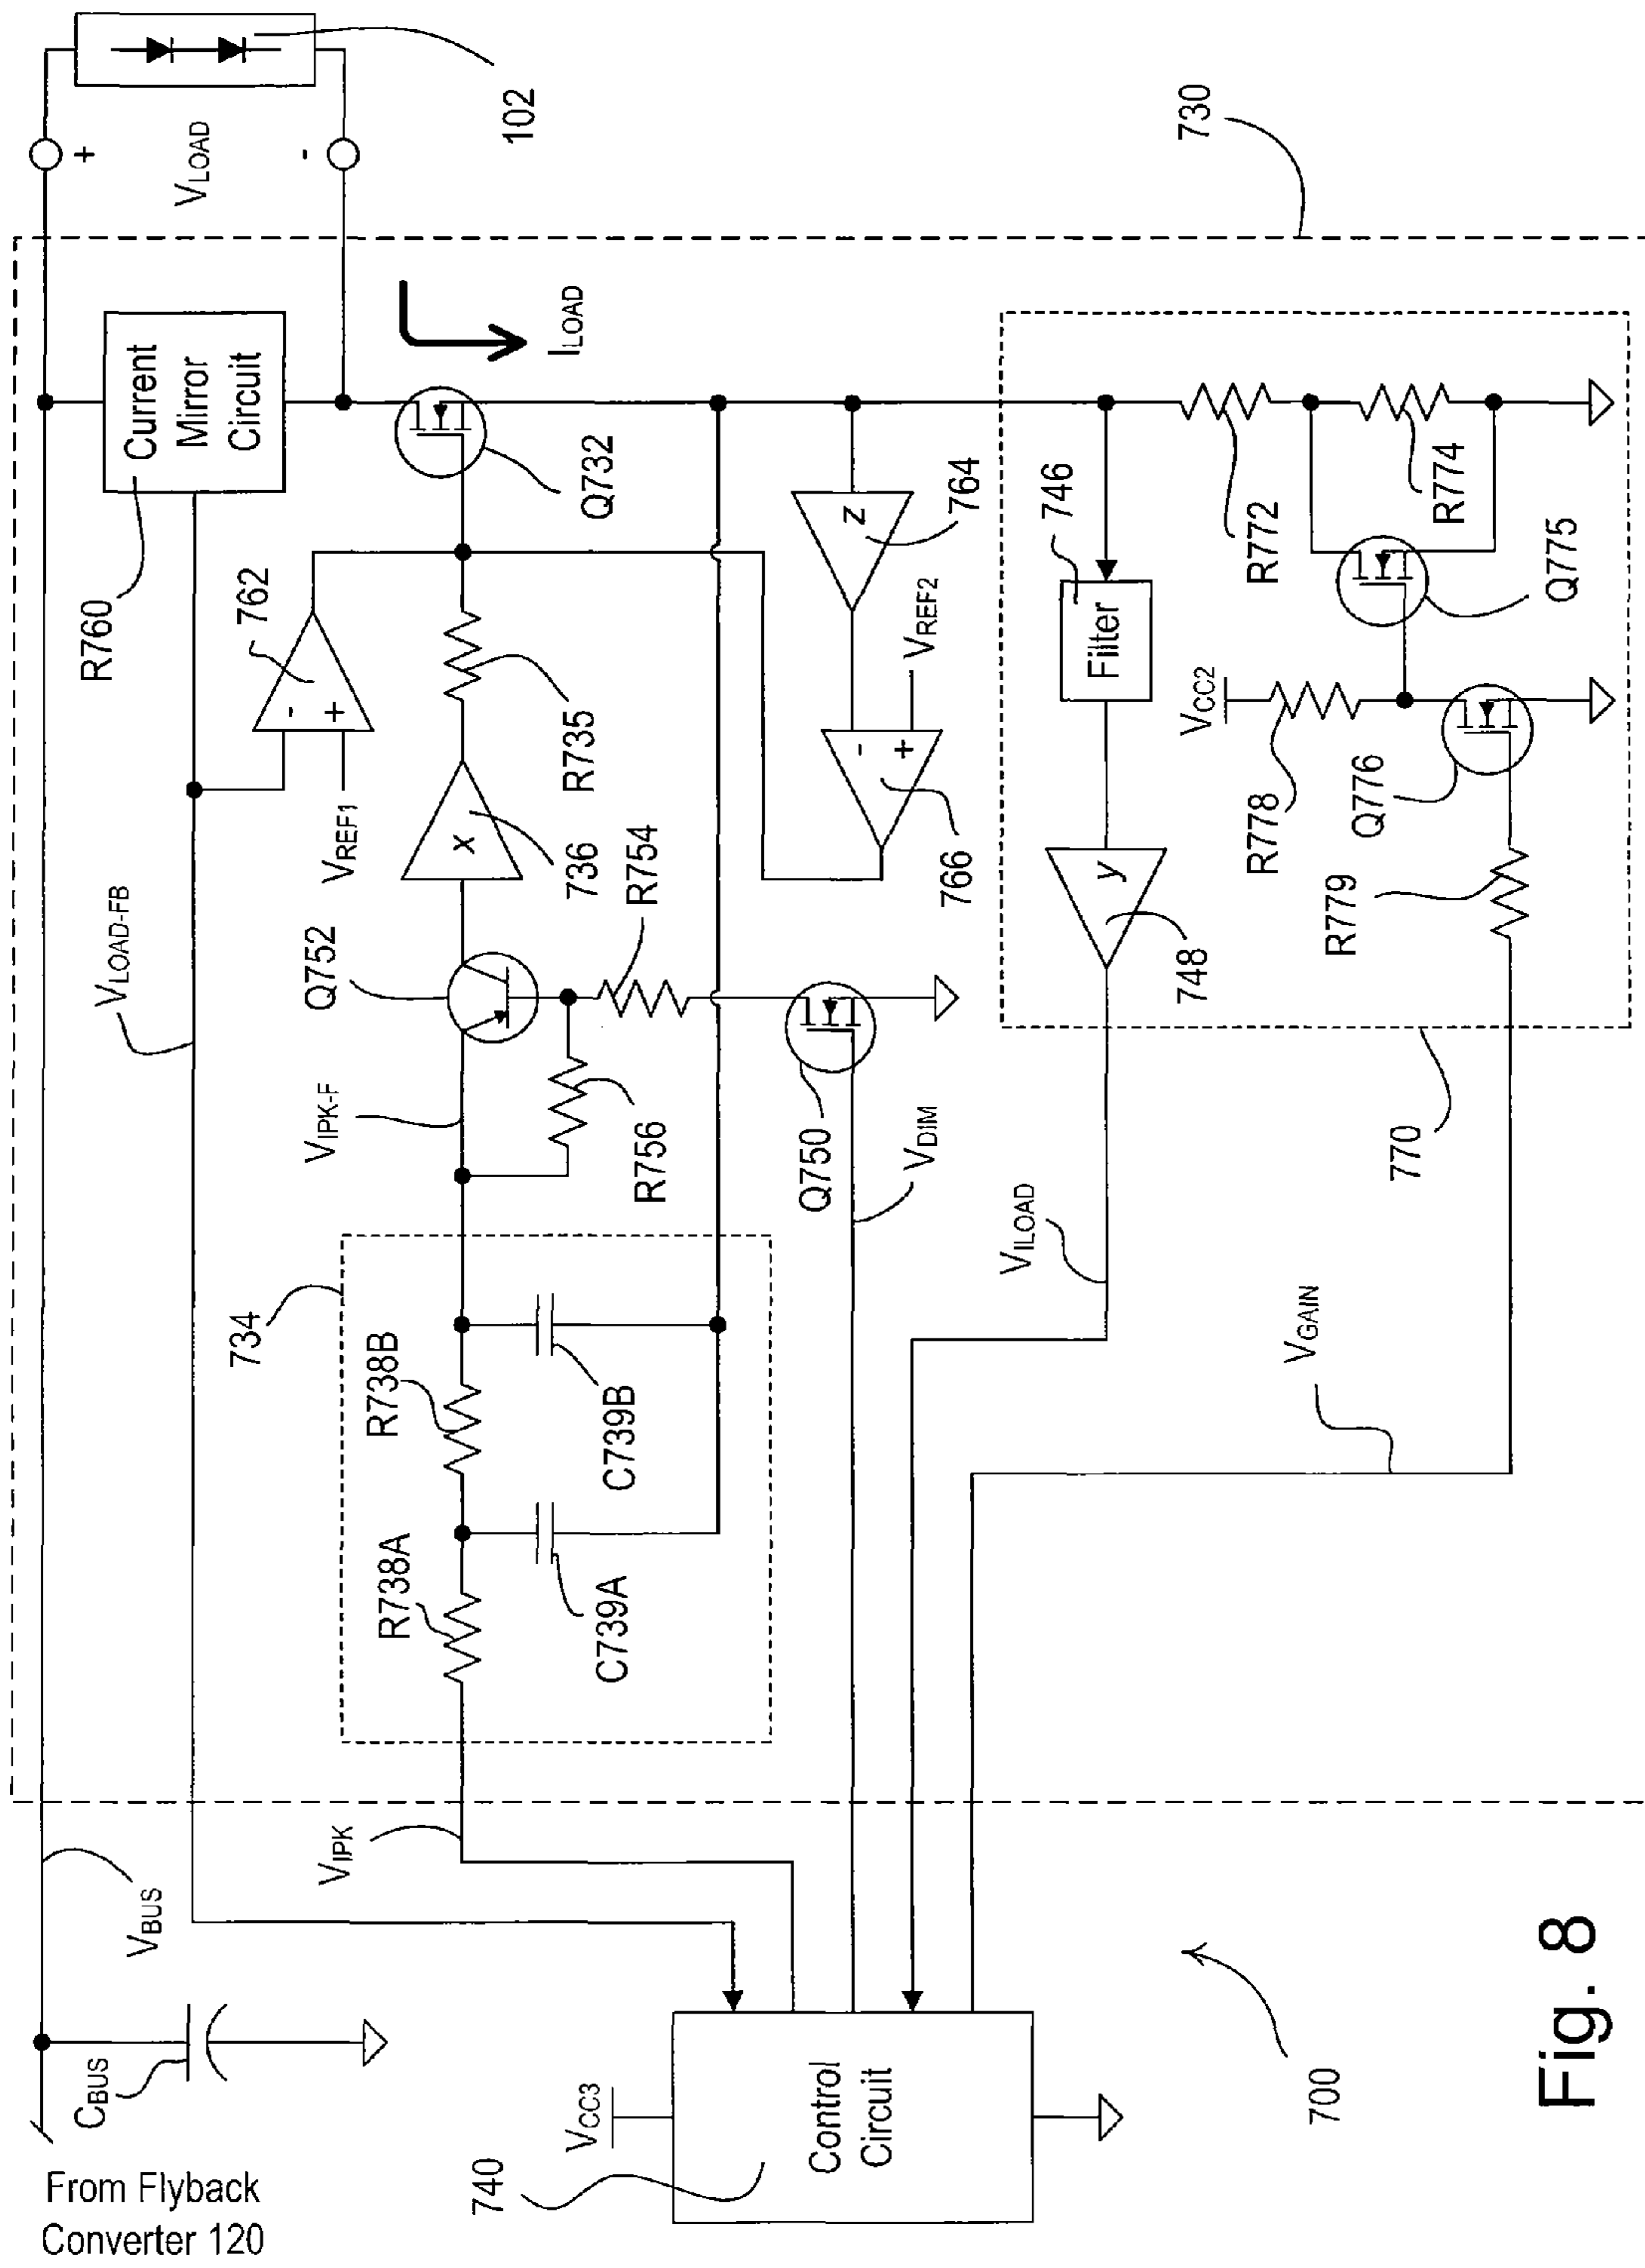 From Flyback
Converter 120
CBUS
VBUS
VLOAD-FB
R760
Current
Mirror
Circuit
+
VLOAD
-
102
762
-
+
VREF1
ILOAD
Q732
730
VIPK
734
R738A
R738B
C739A
C739B
VIPK-F
Q752
R756
R754
x
736
R735
z
764
-
+
VREF2
766
Q750
VDIM
VCC3
740
Control
Circuit
VILOAD
y
748
746
Filter
R772
R774
Q775
VCC2
R778
Q776
R779
770
VGAIN
700
Fig. 8